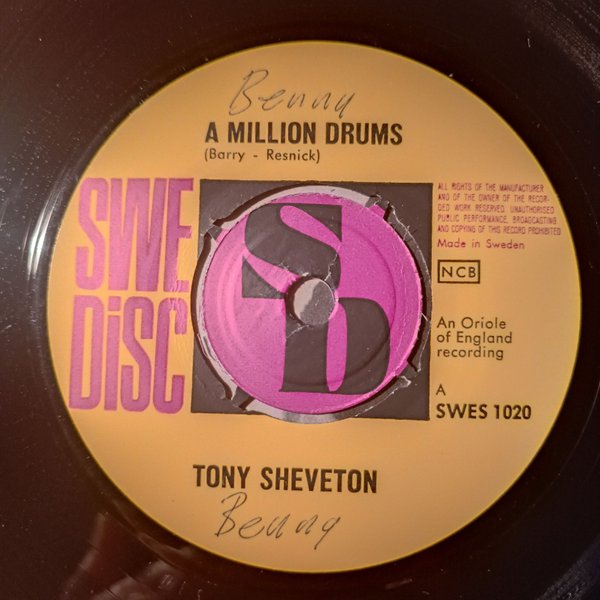 Benny
A MILLION DRUMS
(Barry - Resnick)
SWE
DiSC
SD
ALL RIGHTS OF THE MANUFACTURER
AND OF THE OWNER OF THE RECOR-
DED WORK RESERVED. UNAUTHORISED
PUBLIC PERFORMANCE, BROADCASTING
AND COPYING OF THIS RECORD PROHIBITED
Made in Sweden
NCB
An Oriole
of England
recording
A
SWES 1020
TONY SHEVETON
Benny